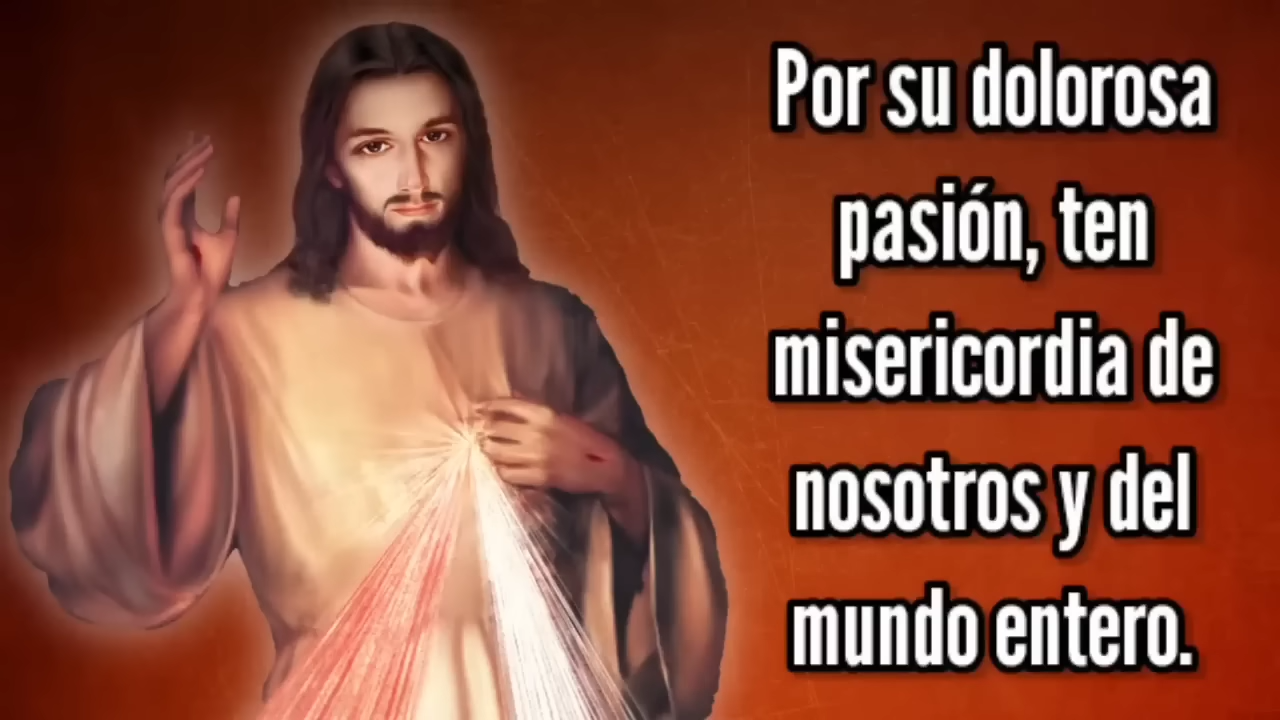 Por su dolorosa
pasión, ten
misericordia de
nosotros y del
mundo entero.